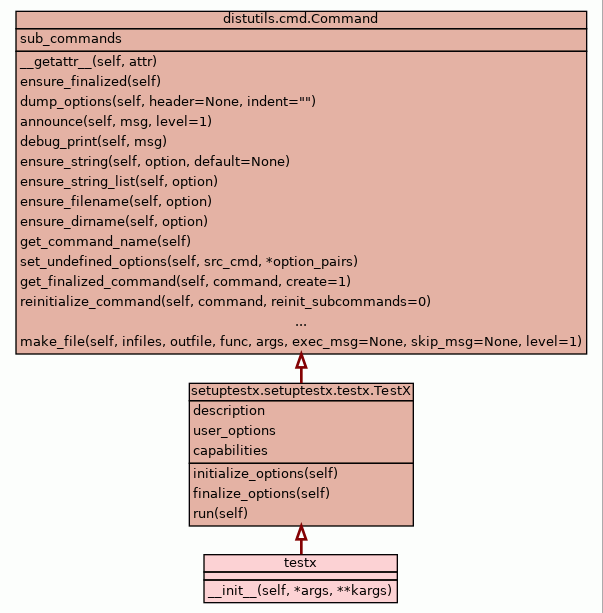 distutils.cmd.Command
sub_commands
__getattr__(self, attr)
ensure_finalized(self)
dump_options(self, header=None, indent="")
announce(self, msg, level=1)
debug_print(self, msg)
ensure_string(self, option, default=None)
ensure_string_list(self, option)
ensure_filename(self, option)
ensure_dirname(self, option)
get_command_name(self)
set_undefined_options(self, src_cmd, *option_pairs)
get_finalized_command(self, command, create=1)
reinitialize_command(self, command, reinit_subcommands=0)
...
make_file(self, infiles, outfile, func, args, exec_msg=None, skip_msg=None, level=1)
setuptestx.setuptestx.testx.TestX
description
user_options
capabilities
initialize_options(self)
finalize_options(self)
run(self)
testx
__init__(self, *args, **kargs)